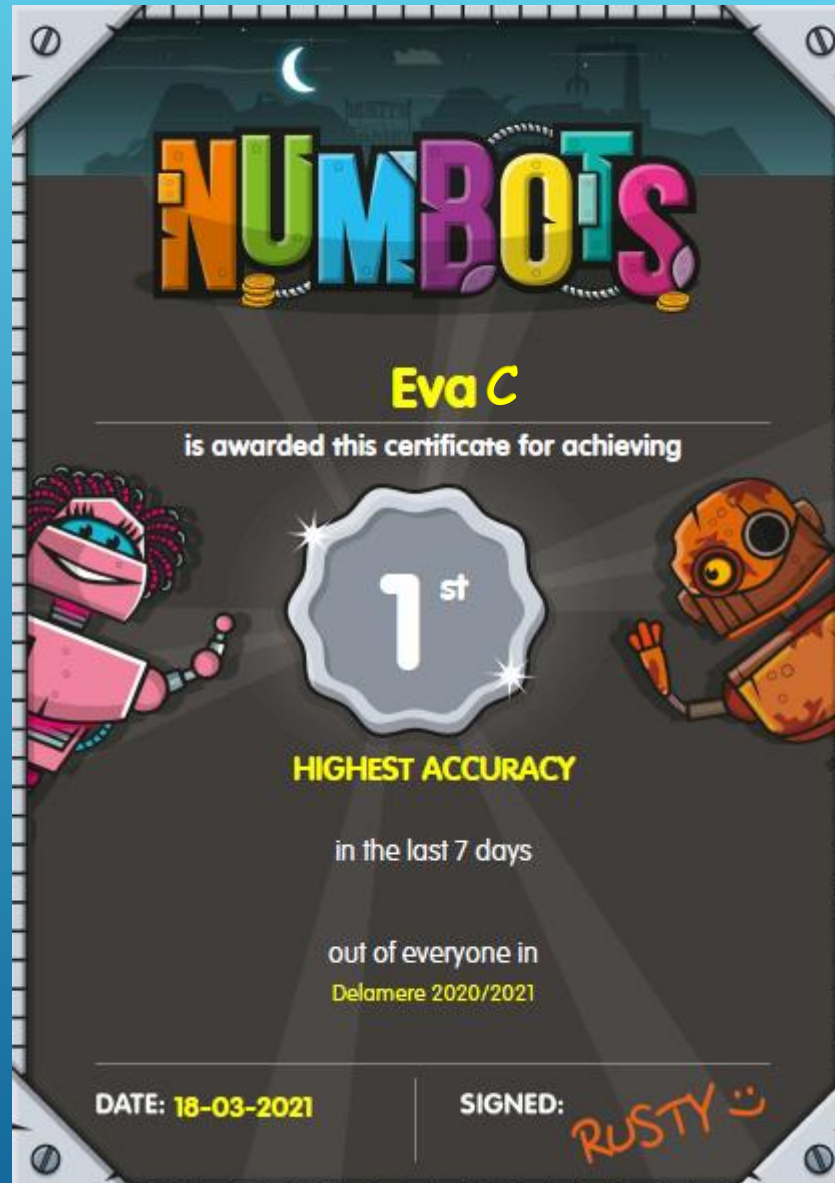 NUMBOTS
Eva C
is awarded this certificate for achieving
1st
HIGHEST ACCURACY
in the last 7 days
out of everyone in
Delamere 2020/2021
DATE: 18-03-2021 SIGNED: RUSTY :)